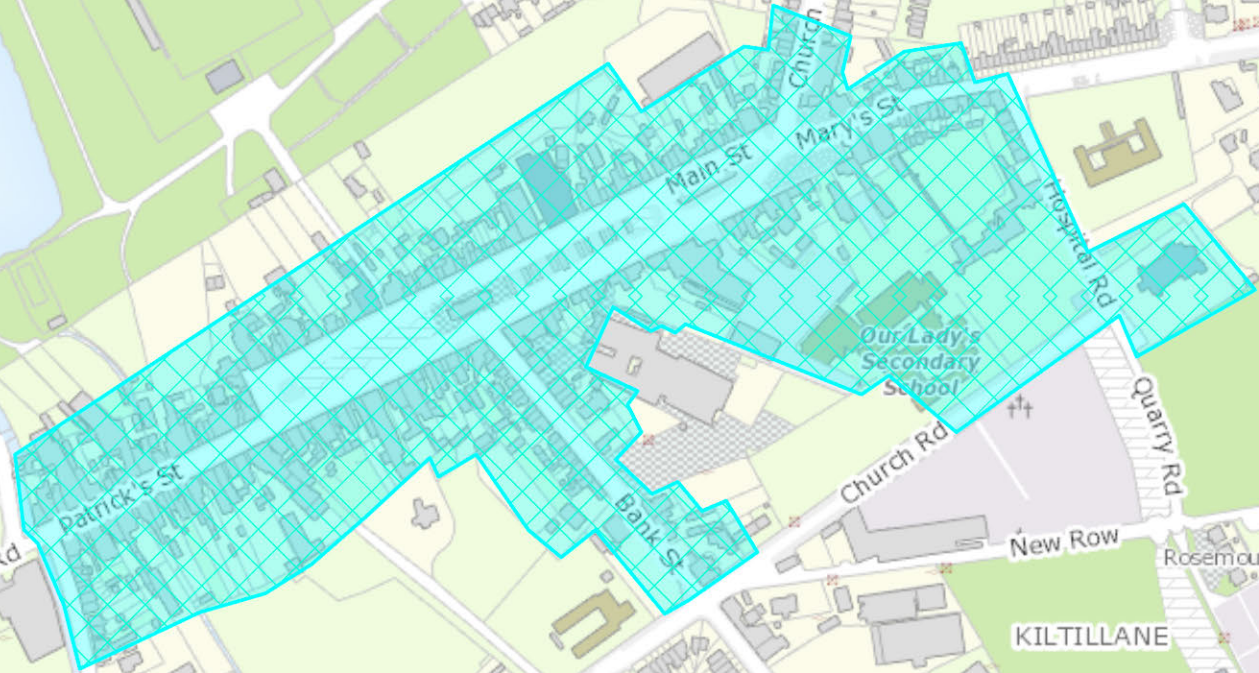 Church
Mary's St
Main St
Hospital Rd
Our Lady's
Secondary
School
Patrick's St
Rd
Bank St
Church Rd
Quarry Rd
New Row
Rosemou
KILTILLANE